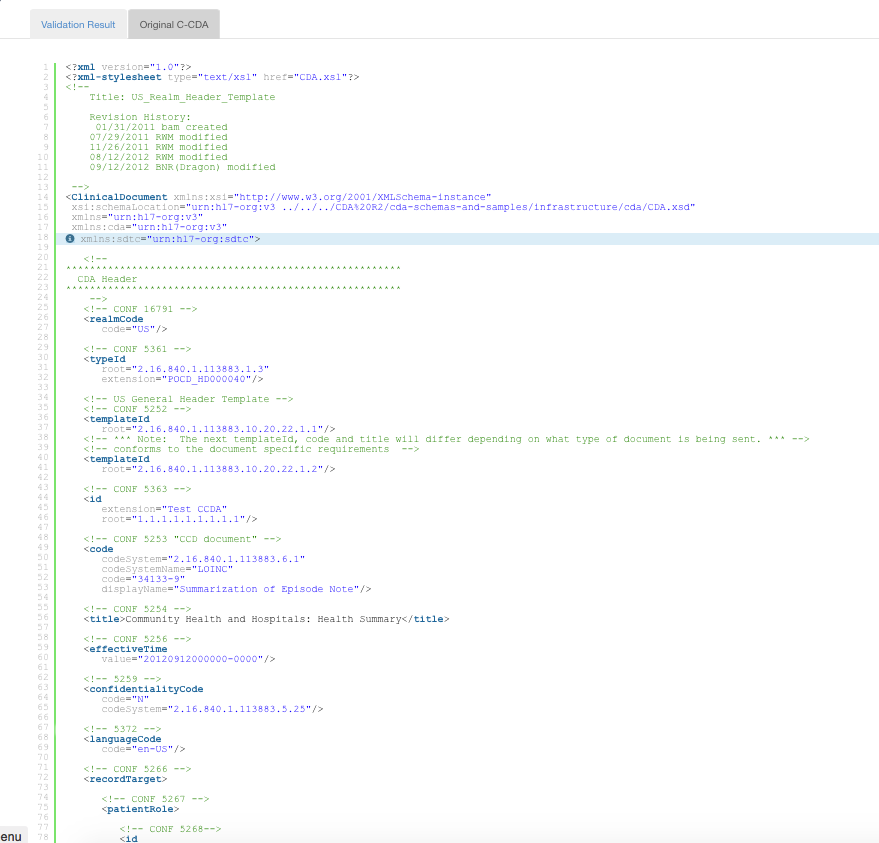 Validation Result Original C-CDA
1 <?xml version="1.0"?>
2 <?xml-stylesheet type="text/xsl" href="CDA.xsl"?>
3 <!--
4 Title: US_Realm_Header_Template
5
6 Revision History:
7 01/31/2011 bam created
8 07/29/2011 RWM modified
9 11/26/2011 RWM modified
10 08/12/2012 RWM modified
11 09/12/2012 BNR(Dragon) modified
12
13 -->
14 <ClinicalDocument xmlns:xsi="http://www.w3.org/2001/XMLSchema-instance"
15 xsi:schemaLocation="urn:hl7-org:v3 ../../../CDA%20R2/cda-schemas-and-samples/infrastructure/cda/CDA.xsd"
16 xmlns="urn:hl7-org:v3"
17 xmlns:cda="urn:hl7-org:v3"
18 xmlns:sdtc="urn:hl7-org:sdtc">
19
20 <!--
21 ********************************************************
22 CDA Header
23 ********************************************************
24 -->
25 <!-- CONF 16791 -->
26 <realmCode
27 code="US"/>
28
29 <!-- CONF 5361 -->
30 <typeId
31 root="2.16.840.1.113883.1.3"
32 extension="POCD_HD000040"/>
33
34 <!-- US General Header Template -->
35 <!-- CONF 5252 -->
36 <templateId
37 root="2.16.840.1.113883.10.20.22.1.1"/>
38 <!-- *** Note: The next templateId, code and title will differ depending on what type of document is being sent. *** -->
39 <!-- conforms to the document specific requirements -->
40 <templateId
41 root="2.16.840.1.113883.10.20.22.1.2"/>
42
43 <!-- CONF 5363 -->
44 <id
45 extension="Test CCDA"
46 root="1.1.1.1.1.1.1.1.1"/>
47
48 <!-- CONF 5253 "CCD document" -->
49 <code
50 codeSystem="2.16.840.1.113883.6.1"
51 codeSystemName="LOINC"
52 code="34133-9"
53 displayName="Summarization of Episode Note"/>
54
55 <!-- CONF 5254 -->
56 <title>Community Health and Hospitals: Health Summary</title>
57
58 <!-- CONF 5256 -->
59 <effectiveTime
60 value="20120912000000-0000"/>
61
62 <!-- 5259 -->
63 <confidentialityCode
64 code="N"
65 codeSystem="2.16.840.1.113883.5.25"/>
66
67 <!-- 5372 -->
68 <languageCode
69 code="en-US"/>
70
71 <!-- CONF 5266 -->
72 <recordTarget>
73
74 <!-- CONF 5267 -->
75 <patientRole>
76
77 <!-- CONF 5268-->
78 <id
enu